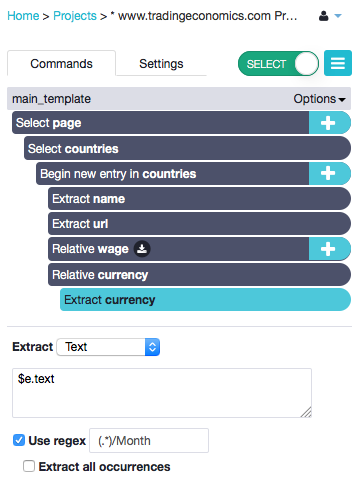 Home > Projects > * www.tradingeconomics.com Pr...
Commands Settings SELECT
main_template Options
Select page
Select countries
Begin new entry in countries
Extract name
Extract url
Relative wage
Relative currency
Extract currency
Extract Text
$e.text
Use regex (.*)/Month
Extract all occurrences